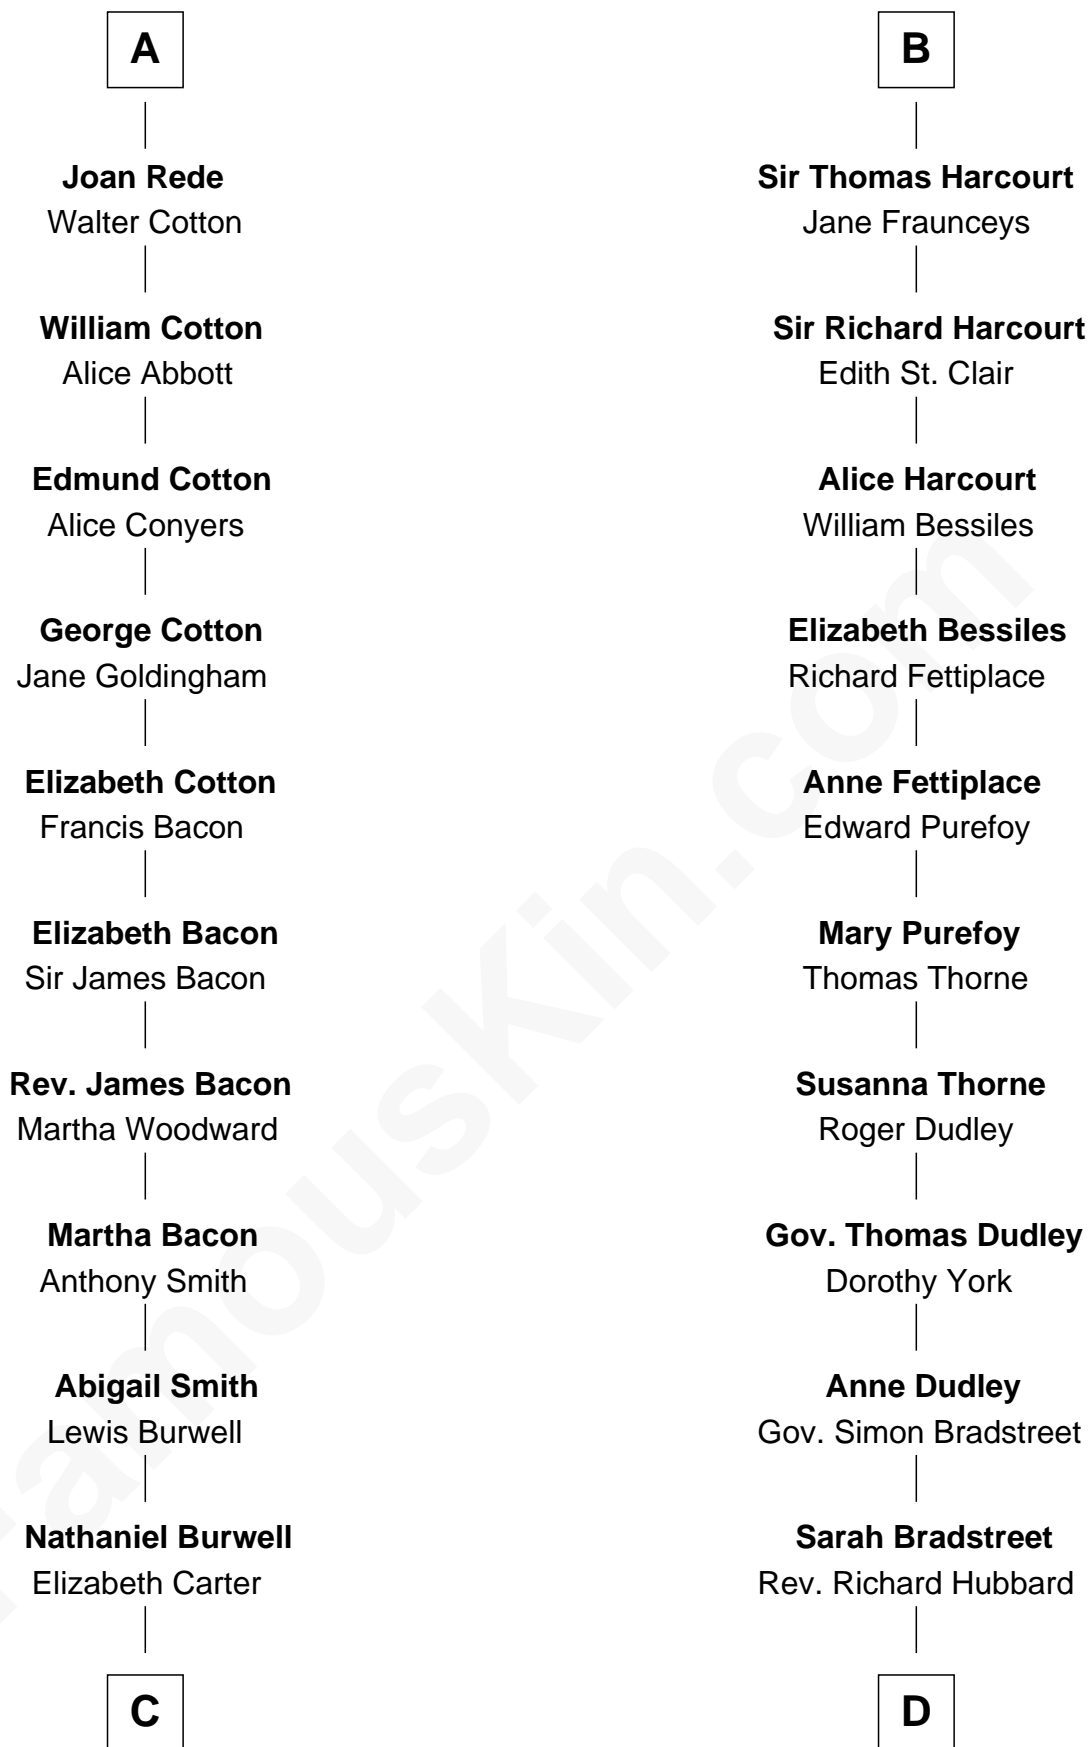 A
Joan Rede
Walter Cotton
William Cotton
Alice Abbott
Edmund Cotton
Alice Conyers
George Cotton
Jane Goldingham
Elizabeth Cotton
Francis Bacon
Elizabeth Bacon
Sir James Bacon
Rev. James Bacon
Martha Woodward
Martha Bacon
Anthony Smith
Abigail Smith
Lewis Burwell
Nathaniel Burwell
Elizabeth Carter
C
B
Sir Thomas Harcourt
Jane Fraunceys
Sir Richard Harcourt
Edith St. Clair
Alice Harcourt
William Bessiles
Elizabeth Bessiles
Richard Fettiplace
Anne Fettiplace
Edward Purefoy
Mary Purefoy
Thomas Thorne
Susanna Thorne
Roger Dudley
Gov. Thomas Dudley
Dorothy York
Anne Dudley
Gov. Simon Bradstreet
Sarah Bradstreet
Rev. Richard Hubbard
D
FamousKin.com